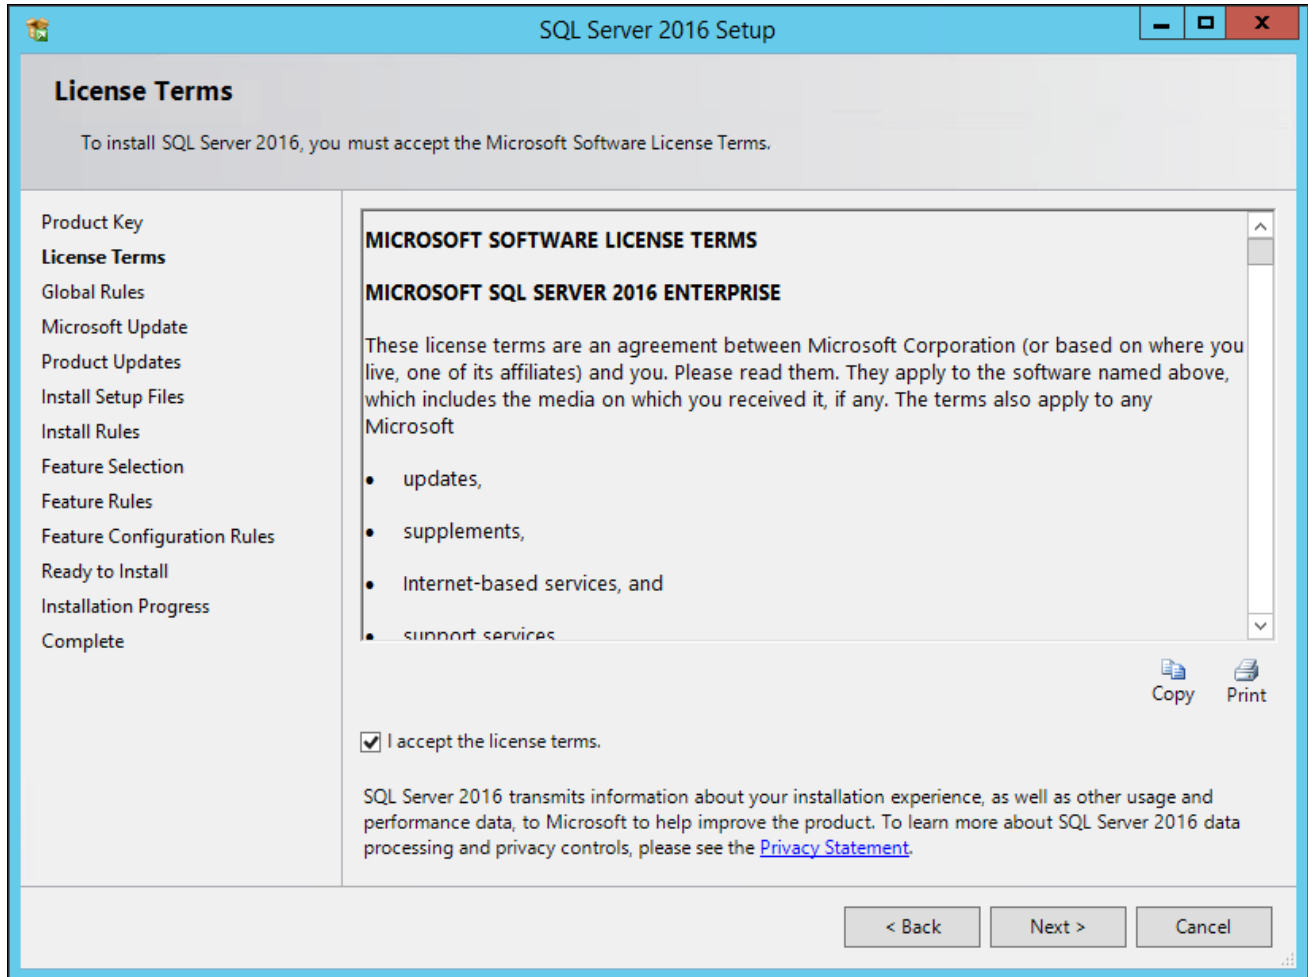 SQL Server 2016 Setup
License Terms
To install SQL Server 2016, you must accept the Microsoft Software License Terms.
Product Key
License Terms
Global Rules
Microsoft Update
Product Updates
Install Setup Files
Install Rules
Feature Selection
Feature Rules
Feature Configuration Rules
Ready to Install
Installation Progress
Complete
MICROSOFT SOFTWARE LICENSE TERMS
MICROSOFT SQL SERVER 2016 ENTERPRISE
These license terms are an agreement between Microsoft Corporation (or based on where you
live, one of its affiliates) and you. Please read them. They apply to the software named above,
which includes the media on which you received it, if any. The terms also apply to any
Microsoft
• updates,
• supplements,
• Internet-based services, and
• support services
Copy Print
I accept the license terms.
SQL Server 2016 transmits information about your installation experience, as well as other usage and
performance data, to Microsoft to help improve the product. To learn more about SQL Server 2016 data
processing and privacy controls, please see the Privacy Statement.
< Back Next > Cancel